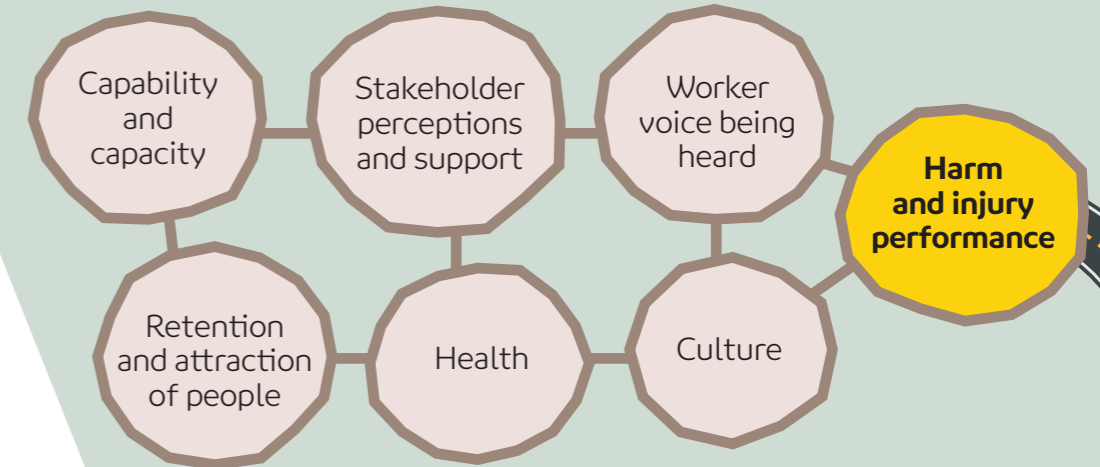 Capability
and
capacity
Stakeholder
perceptions
and support
Worker
voice being
heard
Harm
and injury
performance
Retention
and attraction
of people
Health
Culture